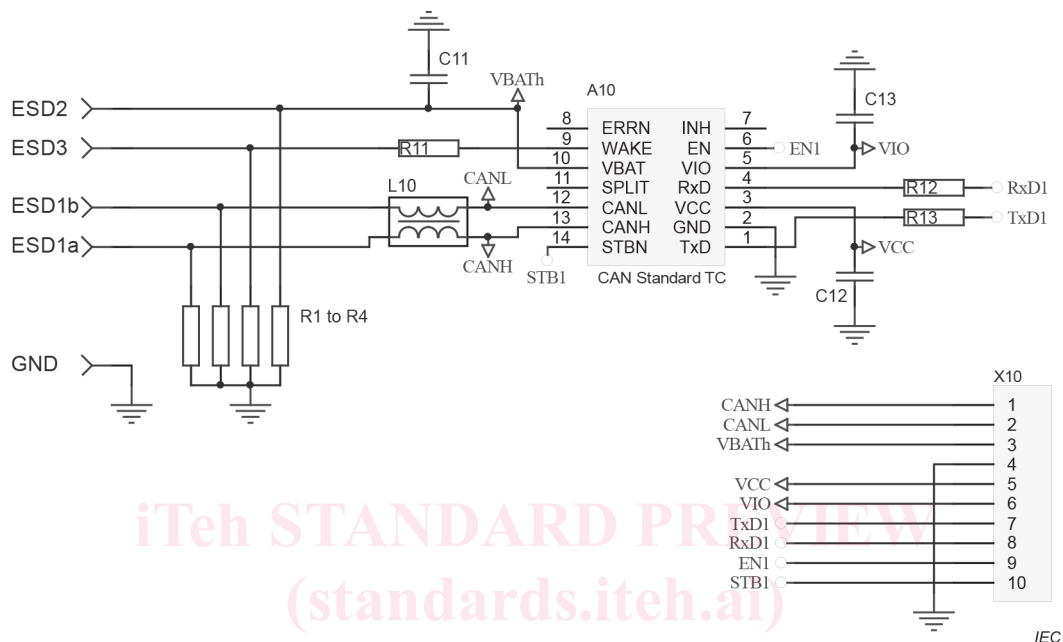 C11
VBATh
A10
C13
ESD2
8 ERRN INH 7
ESD3
R11
9 WAKE EN 6
EN1
VIO
10 VBAT VIO 5
11 SPLIT RxD 4
R12
RxD1
ESD1b
L10
CANL
12 CANL VCC 3
R13
TxD1
13 CANH GND 2
ESD1a
14 STBN TxD 1
VCC
CANH
STB1
CAN Standard TC
C12
R1 to R4
GND
X10
CANH 1
CANL 2
VBATh 3
4
VCC 5
VIO 6
TxD1 7
RxD1 8
EN1 9
STB1 10
iTeh STANDARD PREVIEW
(standards.iteh.ai)
IEC